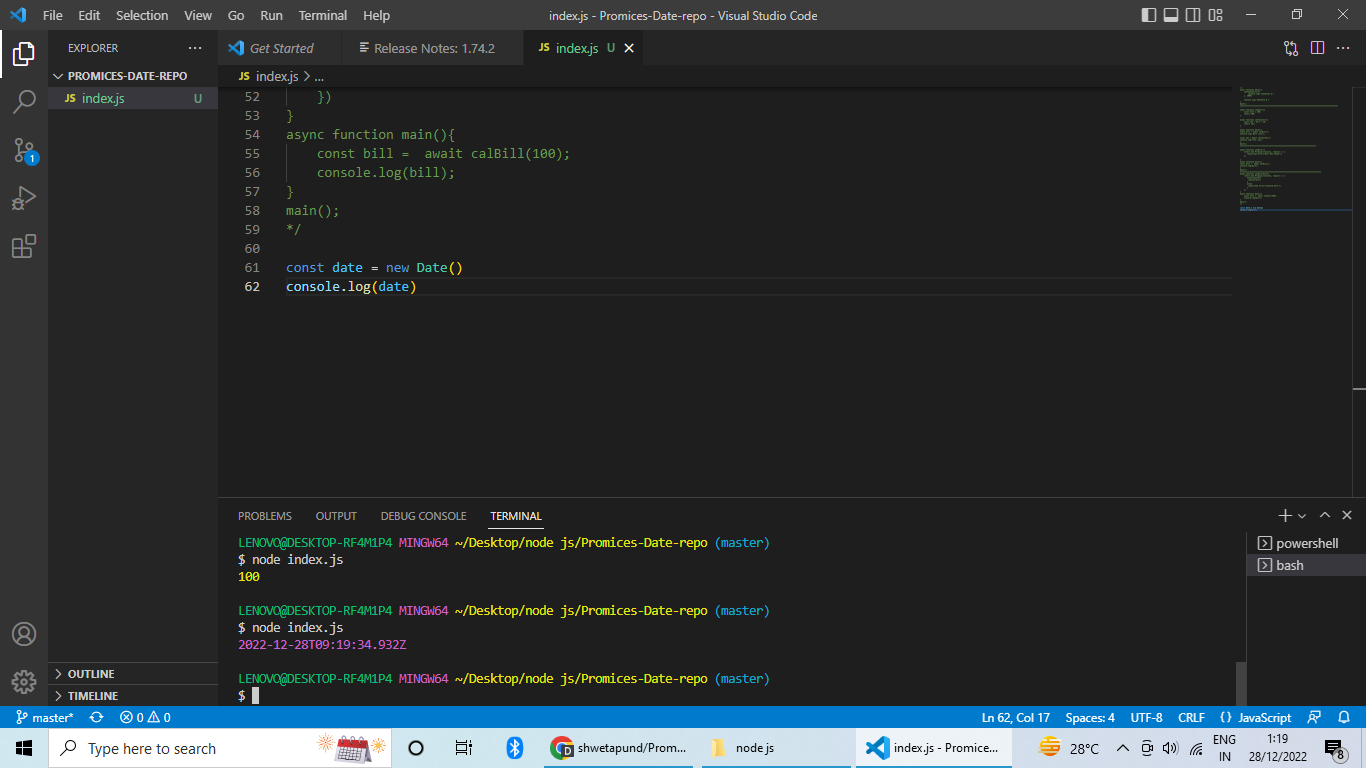 File Edit Selection View Go Run Terminal Help index.js - Promices-Date-repo - Visual Studio Code
EXPLORER ...
Get Started
Release Notes: 1.74.2
JS index.js U
PROMICES-DATE-REPO
JS index.js U
JS index.js > ...
52 })
53 }
54 async function main(){
55 const bill =  await calBill(100);
56 console.log(bill);
57 }
58 main();
59 */
60
61 const date = new Date()
62 console.log(date)
1
PROBLEMS OUTPUT DEBUG CONSOLE TERMINAL
LENOVO@DESKTOP-RF4M1P4 MINGW64 ~/Desktop/node js/Promices-Date-repo (master)
$ node index.js
100
LENOVO@DESKTOP-RF4M1P4 MINGW64 ~/Desktop/node js/Promices-Date-repo (master)
$ node index.js
2022-12-28T09:19:34.932Z
LENOVO@DESKTOP-RF4M1P4 MINGW64 ~/Desktop/node js/Promices-Date-repo (master)
$
powershell
bash
OUTLINE
TIMELINE
master* 0 0 Ln 62, Col 17 Spaces: 4 UTF-8 CRLF {} JavaScript
Type here to search
shwetapund/Prom...
node js
index.js - Promice...
28°C
ENG
IN
1:19
28/12/2022
8